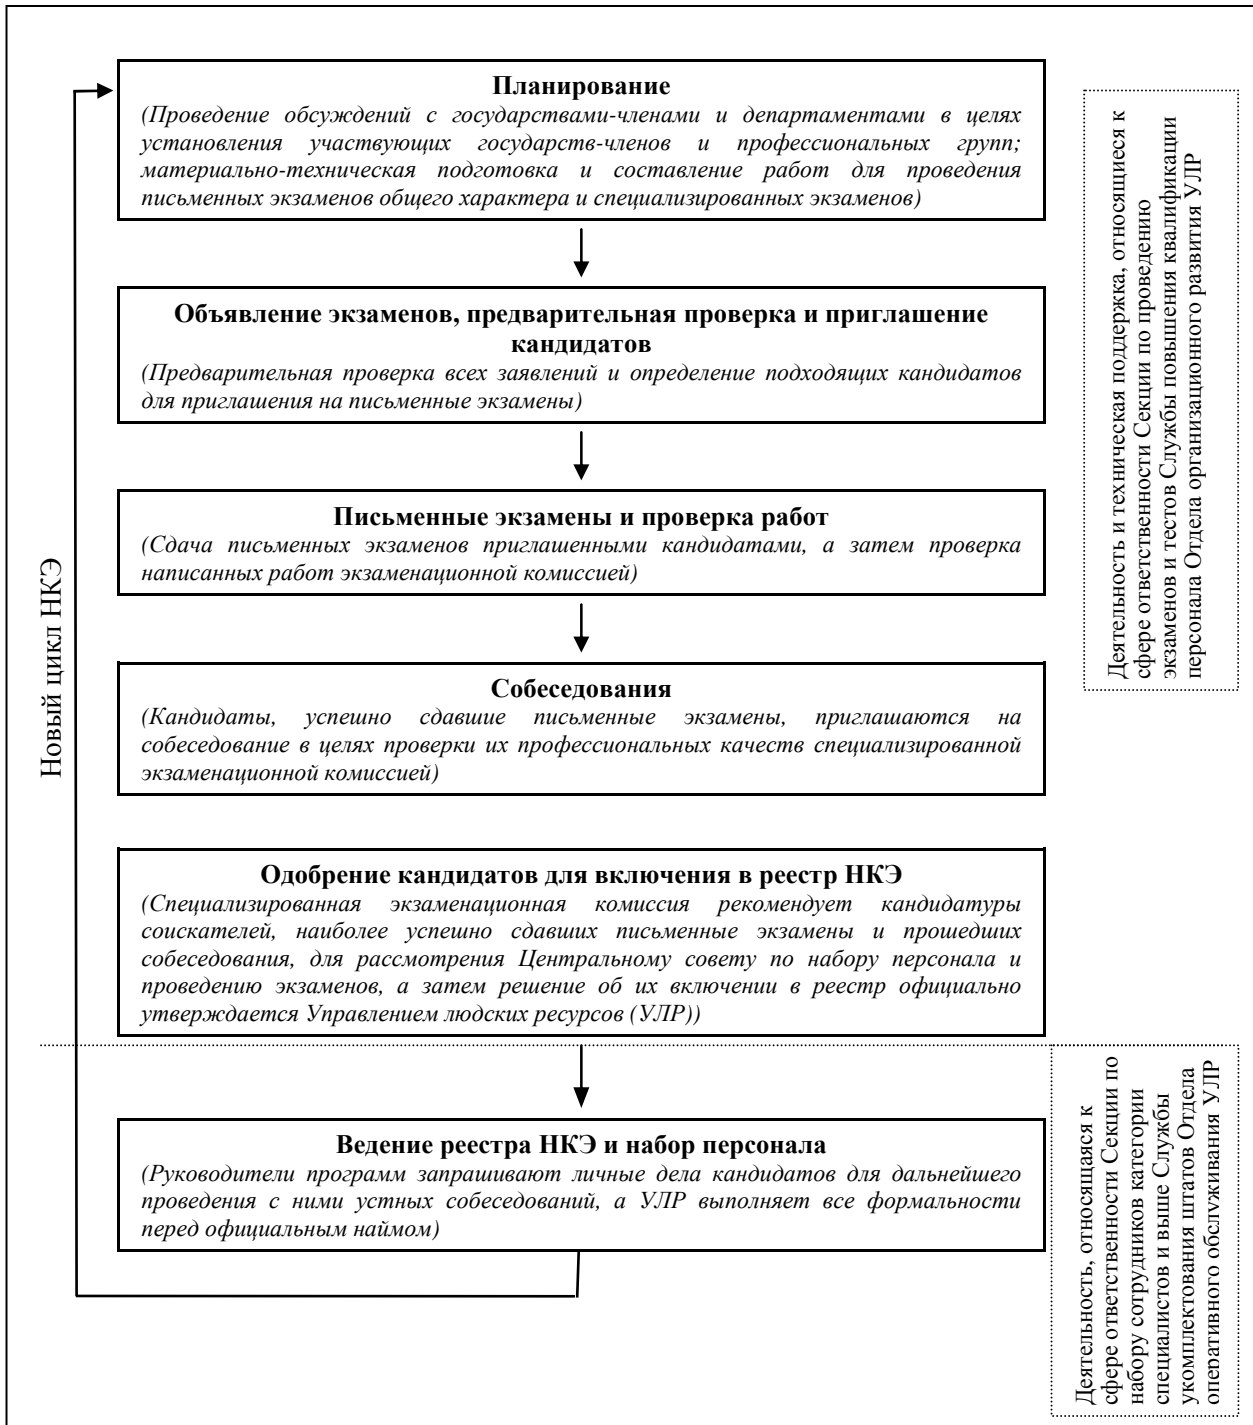 Планирование
(Проведение обсуждений с государствами-членами и департаментами в целях
установления участвующих государств-членов и профессиональных групп;
материально-техническая подготовка и составление работ для проведения
письменных экзаменов общего характера и специализированных экзаменов)
Объявление экзаменов, предварительная проверка и приглашение
кандидатов
(Предварительная проверка всех заявлений и определение подходящих кандидатов
для приглашения на письменные экзамены)
Письменные экзамены и проверка работ
(Сдача письменных экзаменов приглашенными кандидатами, а затем проверка
написанных работ экзаменационной комиссией)
Собеседования
(Кандидаты, успешно сдавшие письменные экзамены, приглашаются на
собеседование в целях проверки их профессиональных качеств специализированной
экзаменационной комиссией)
Одобрение кандидатов для включения в реестр НКЭ
(Специализированная экзаменационная комиссия рекомендует кандидатуры
соискателей, наиболее успешно сдавших письменные экзамены и прошедших
собеседования, для рассмотрения Центральному совету по набору персонала и
проведению экзаменов, а затем решение об их включении в реестр официально
утверждается Управлением людских ресурсов (УЛР))
Ведение реестра НКЭ и набор персонала
(Руководители программ запрашивают личные дела кандидатов для дальнейшего
проведения с ними устных собеседований, а УЛР выполняет все формальности
перед официальным наймом)
Новый цикл НКЭ
Деятельность и техническая поддержка, относящиеся к
сфере ответственности Секции по проведению
экзаменов и тестов Службы повышения квалификации
персонала Отдела организационного развития УЛР
Деятельность, относящаяся к
сфере ответственности Секции по
набору сотрудников категории
специалистов и выше Службы
укомплектования штатов Отдела
оперативного обслуживания УЛР